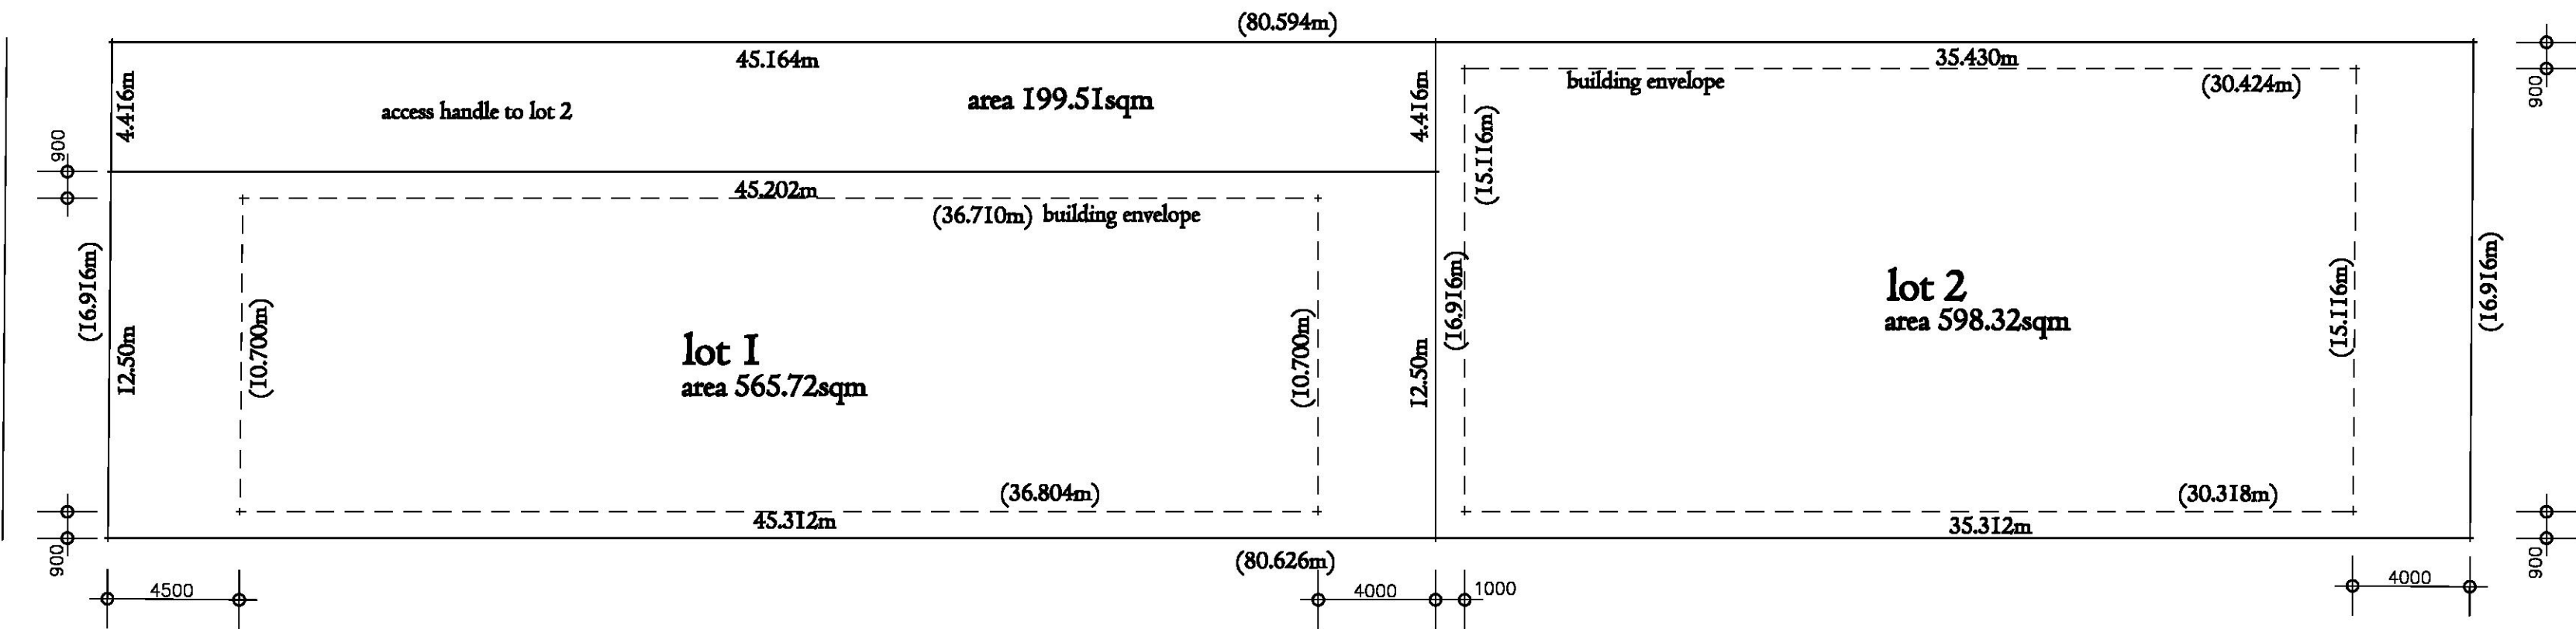 (80.594m)
45.164m
35.430m
building envelope
(30.424m)
900
4.416m
access handle to lot 2
area 199.51sqm
4.416m
(15.116m)
900
45.202m
(36.710m) building envelope
(16.916m)
12.50m
(10.700m)
lot 1
area 565.72sqm
(10.700m)
12.50m
(16.916m)
lot 2
area 598.32sqm
(15.116m)
(16.916m)
(36.804m)
45.312m
(30.318m)
35.312m
900
(80.626m)
900
4500
4000
1000
4000